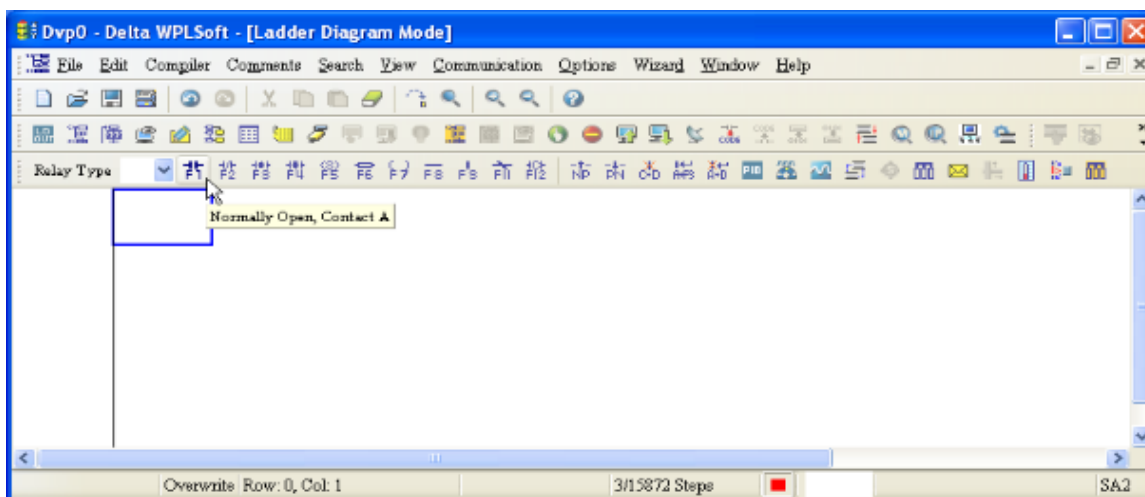 Dvp0 - Delta WPLSoft - [Ladder Diagram Mode]
File Edit Compiler Comments Search View Communication Options Wizard Window Help
Relay Type
Normally Open, Contact A
Overwrite Row: 0, Col: 1 3/15872 Steps SA2